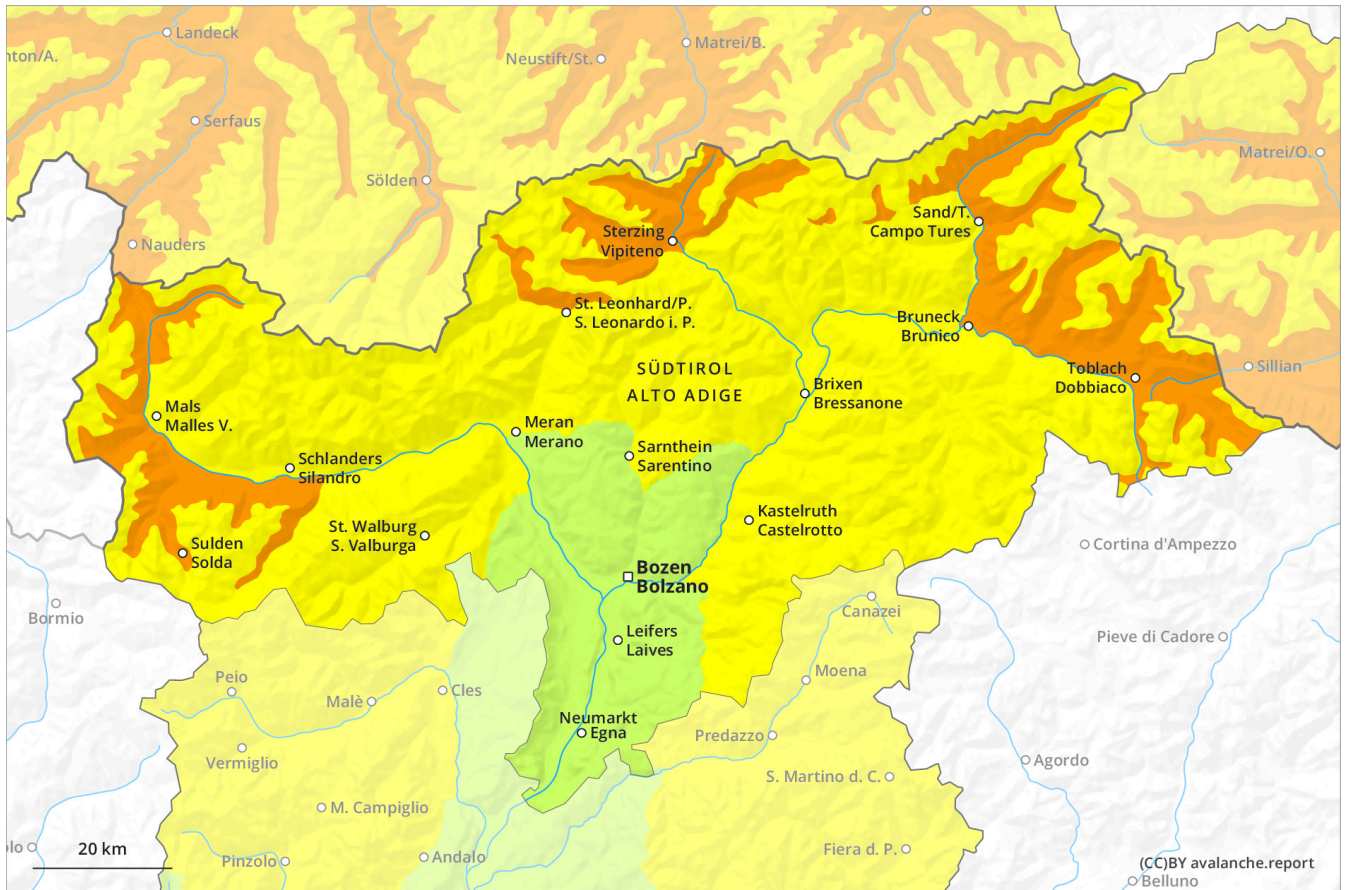 Landeck
nton/A.
Matrei/B.
Neustift/St.
Serfaus
Matrei/O.
Sölden
Sand/T.
Campo Tures
Sterzing
Vipiteno
Nauders
St. Leonhard/P.
S. Leonardo i. P.
Bruneck
Brunico
SÜDTIROL
ALTO ADIGE
Toblach
Dobbiaco
Sillian
Brixen
Bressanone
Mals
Malles V.
Meran
Merano
Sarnthein
Sarentino
Schlanders
Silandro
Kastelruth
Castelrotto
St. Walburg
S. Valburga
Sulden
Solda
Cortina d'Ampezzo
Bozen
Bolzano
Bormio
Canazei
Leifers
Laives
Pieve di Cadore
Peio
Moena
Malè
Cles
Neumarkt
Egna
Predazzo
Vermiglio
Agordo
S. Martino d. C.
M. Campiglio
20 km
lo
Pinzolo
Andalo
Fiera d. P.
(CC)BY avalanche.report
Belluno